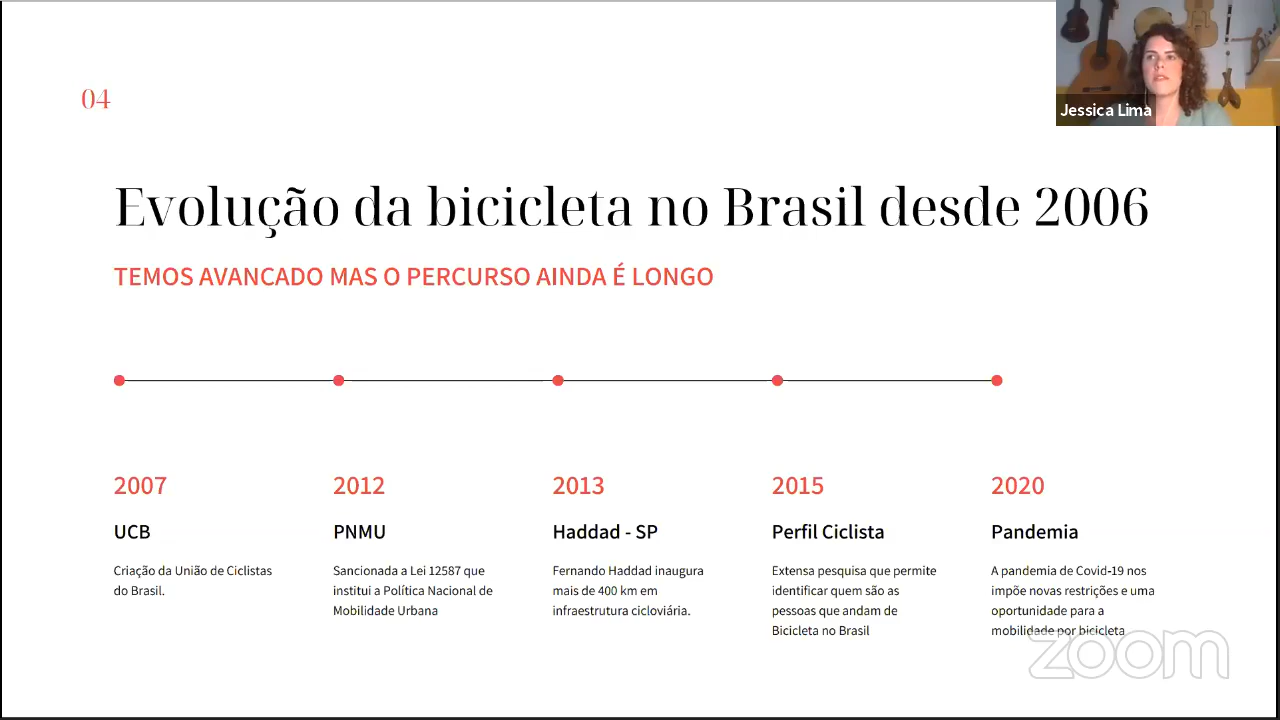 04
Jessica Lima
Evolução da bicicleta no Brasil desde 2006
TEMOS AVANCADO MAS O PERCURSO AINDA É LONGO
2007
UCB
Criação da União de Ciclistas
do Brasil.
2012
PNMU
Sancionada a Lei 12587 que
institui a Política Nacional de
Mobilidade Urbana
2013
Haddad - SP
Fernando Haddad inaugura
mais de 400 km em
infraestrutura cicloviária.
2015
Perfil Ciclista
Extensa pesquisa que permite
identificar quem são as
pessoas que andam de
Bicicleta no Brasil
2020
Pandemia
A pandemia de Covid-19 nos
impõe novas restrições e uma
oportunidade para a
mobilidade por bicicleta
zoom